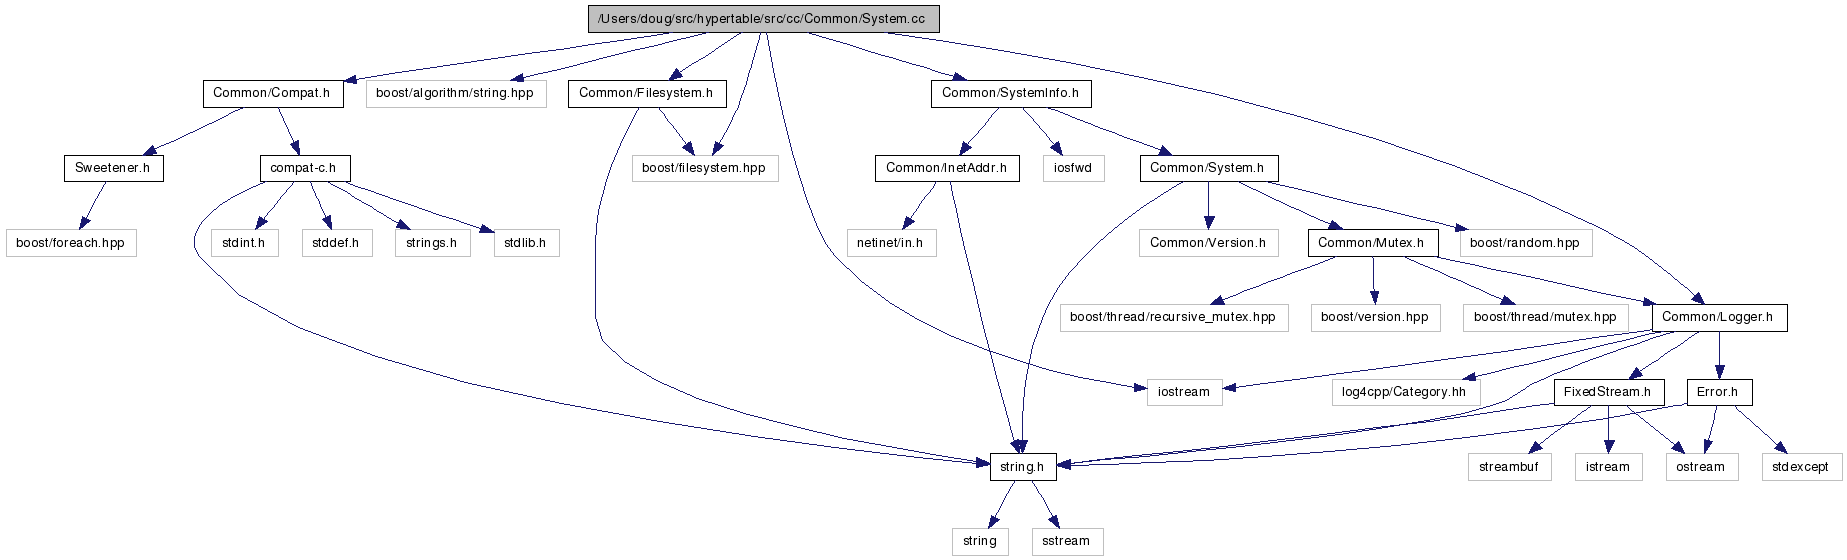 /Users/doug/src/hypertable/src/cc/Common/System.cc
Common/Compat.h
boost/algorithm/string.hpp
Common/Filesystem.h
Common/SystemInfo.h
Sweetener.h
compat-c.h
boost/filesystem.hpp
Common/InetAddr.h
iosfwd
Common/System.h
boost/foreach.hpp
stdint.h
stddef.h
strings.h
stdlib.h
netinet/in.h
Common/Version.h
Common/Mutex.h
boost/random.hpp
boost/thread/recursive_mutex.hpp
boost/version.hpp
boost/thread/mutex.hpp
Common/Logger.h
iostream
log4cpp/Category.hh
FixedStream.h
Error.h
string.h
streambuf
istream
ostream
stdexcept
string
sstream